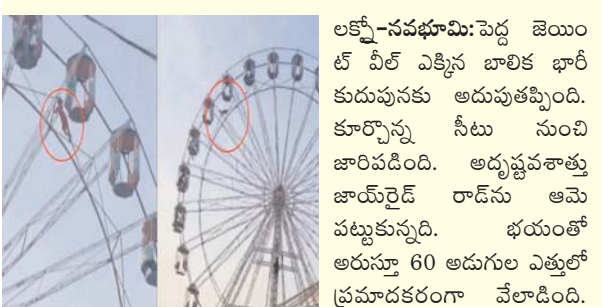 లక్నో-నవభూమి:పెద్ద జెయిం
ట్ వీల్ ఎక్కిన బాలిక భారీ
కుదుపునకు అదుపుతప్పింది.
కూర్చొన్న సీటు నుంచి
జారిపడింది. అదృష్టవశాత్తు
జాయ్‌రైడ్ రాడ్‌ను ఆమె
పట్టుకున్నది. భయంతో
అరుస్తూ 60 అడుగుల ఎత్తులో
ప్రమాదకరంగా వేలాడింది.